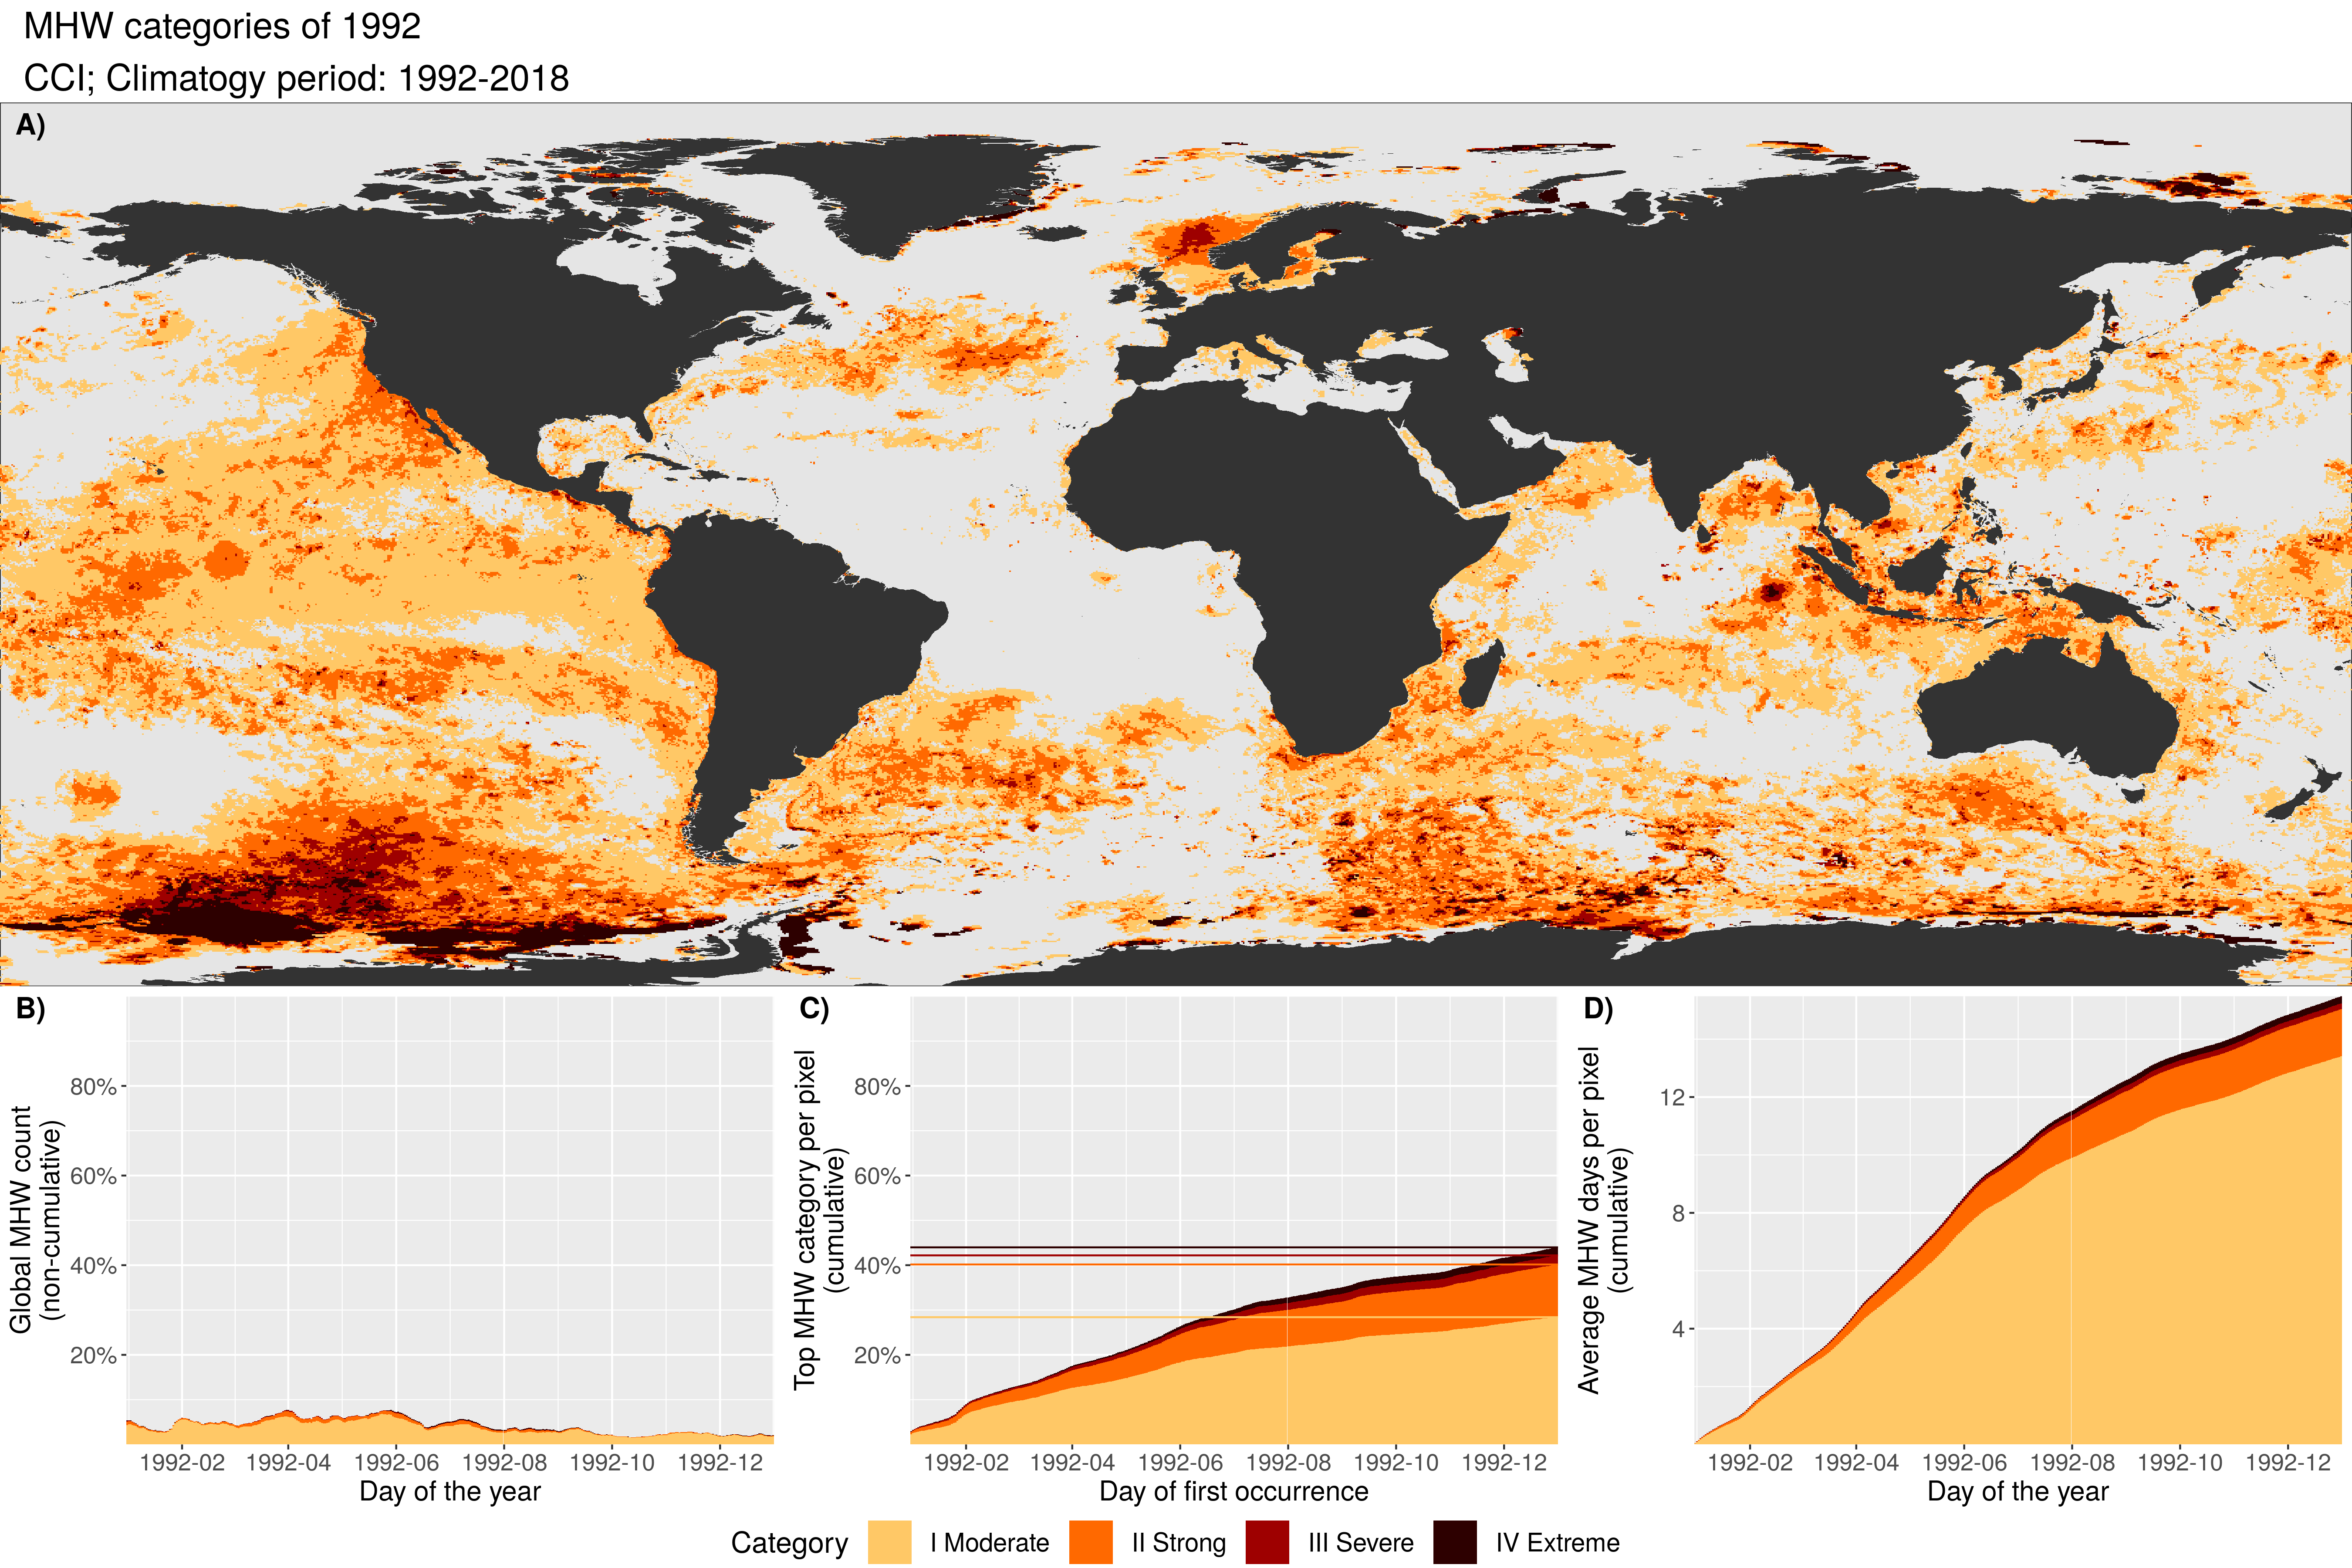 MHW categories of 1992
CCI; Climatogy period: 1992-2018
A)
B)
Global MHW count
(non-cumulative)
80%
60%
40%
20%
1992-02 1992-04 1992-06 1992-08 1992-10 1992-12
Day of the year
C)
Top MHW category per pixel
(cumulative)
80%
60%
40%
20%
1992-02 1992-04 1992-06 1992-08 1992-10 1992-12
Day of first occurrence
D)
Average MHW days per pixel
(cumulative)
12
8
4
1992-02 1992-04 1992-06 1992-08 1992-10 1992-12
Day of the year
Category I Moderate II Strong III Severe IV Extreme